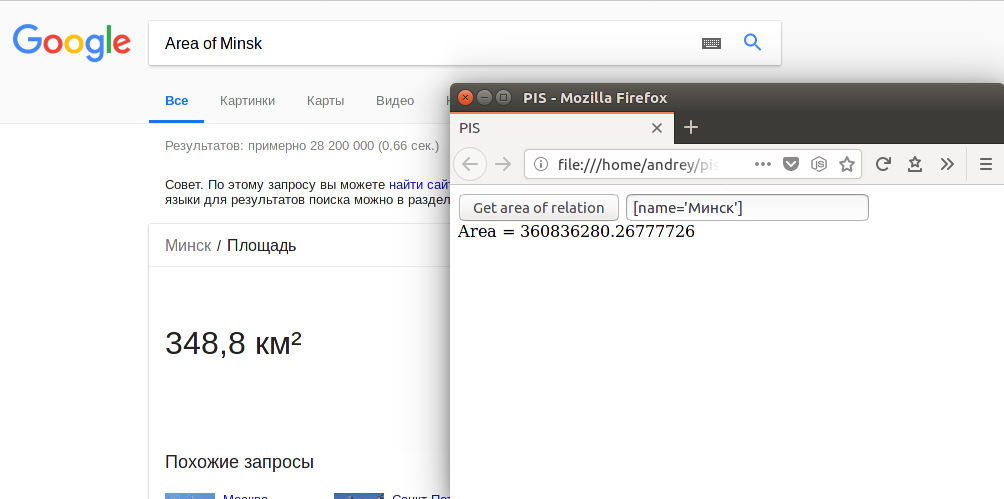 Google
Area of Minsk
Все Картинки Карты Видео
Результатов: примерно 28 200 000 (0,66 сек.)
Совет. По этому запросу вы можете найти
языки для результатов поиска можно в
Минск / Площадь
348,8 км²
Похожие запросы
Москва
PIS - Mozilla Firefox
PIS
file:///home/andrey/pis
Get area of relation [name='Минск']
Area = 360836280.26777726